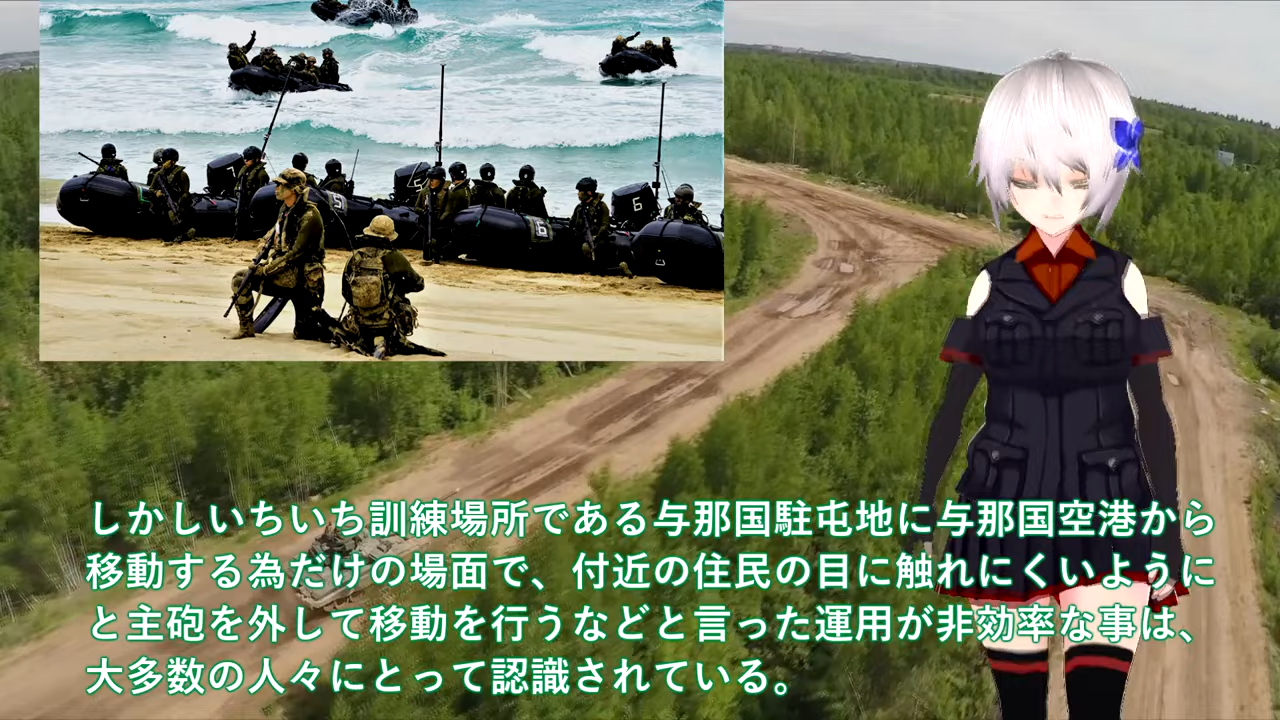 7
5
5
6
6
しかしいちいち訓練場所である与那国駐屯地に与那国空港から
移動する為だけの場面で、付近の住民の目に触れにくいように
と主砲を外して移動を行うなどと言った運用が非効率な事は、
大多数の人々にとって認識されている。